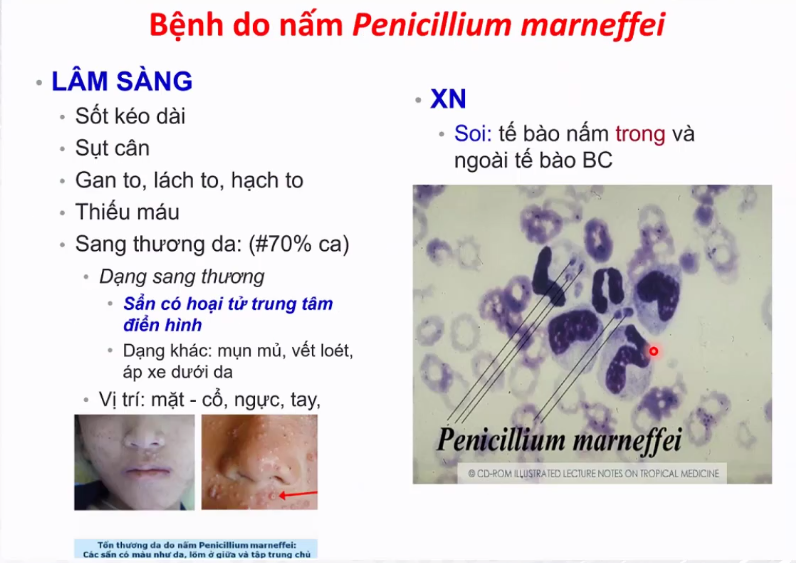 Bệnh do nấm Penicillium marneffei
• LÂM SÀNG
• Sốt kéo dài
• Sụt cân
• Gan to, lách to, hạch to
• Thiếu máu
• Sang thương da: (#70% ca)
• Dạng sang thương
• Sẩn có hoại tử trung tâm
điển hình
• Dạng khác: mụn mủ, vết loét,
áp xe dưới da
• Vị trí: mặt - cổ, ngực, tay,
Tổn thương da do nấm Penicillium marneffei:
Các sẩn có màu như da, lõm ở giữa và tập trung chủ
• XN
• Soi: tế bào nấm trong và
ngoài tế bào BC
Penicillium marneffei
© CD-ROM ILLUSTRATED LECTURE NOTES ON TROPICAL MEDICINE